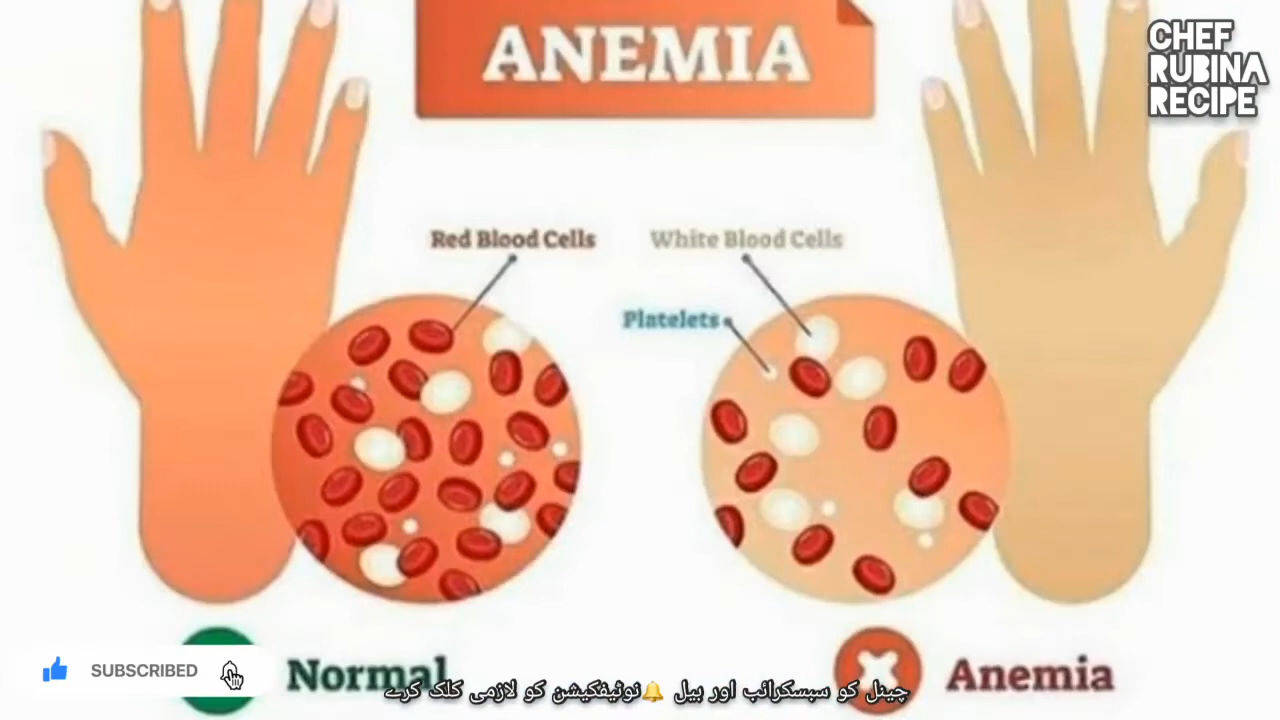 ANEMIA
CHEF
RUBINA
RECIPE
Red Blood Cells
White Blood Cells
Platelets
SUBSCRIBED
Normal
Anemia
چینل کو سبسکرائب اور بیل 🔔نوٹیفکیشن کو لازمی کلک کرے